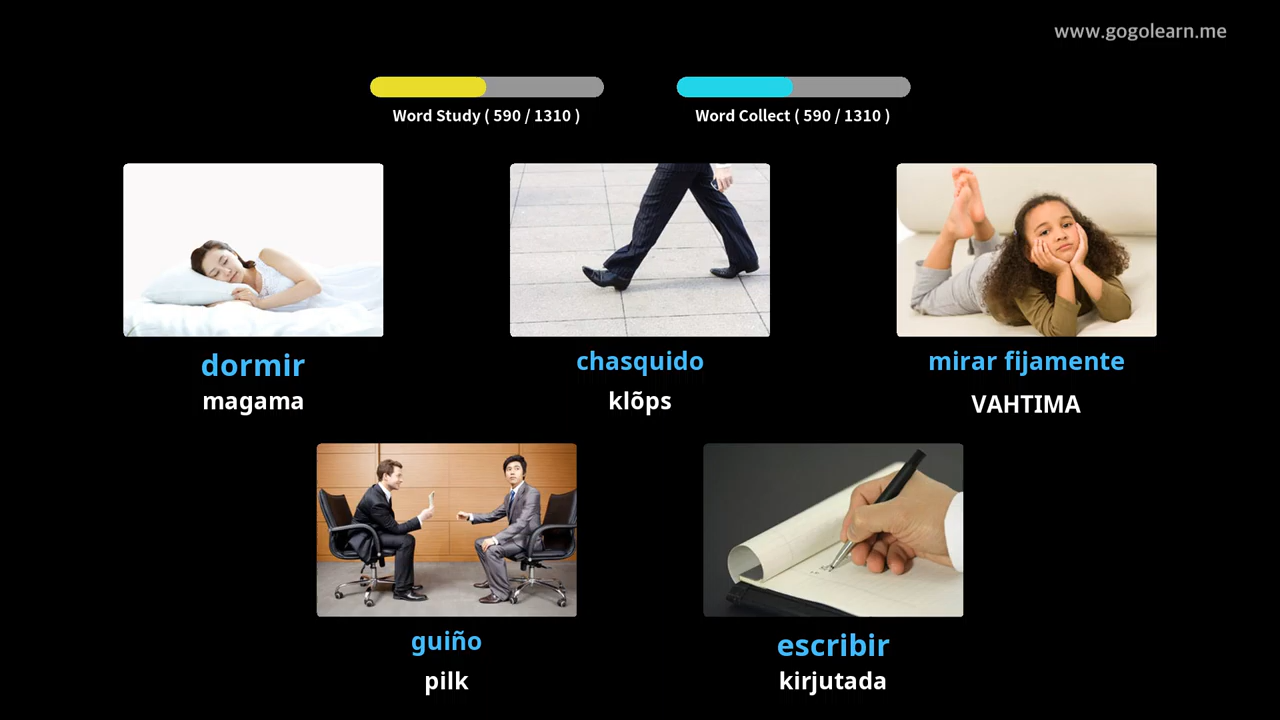 www.gogolearn.me
Word Study ( 590 / 1310 )
Word Collect ( 590 / 1310 )
dormir
magama
chasquido
klõps
mirar fijamente
VAHTIMA
guiño
pilk
escribir
kirjutada